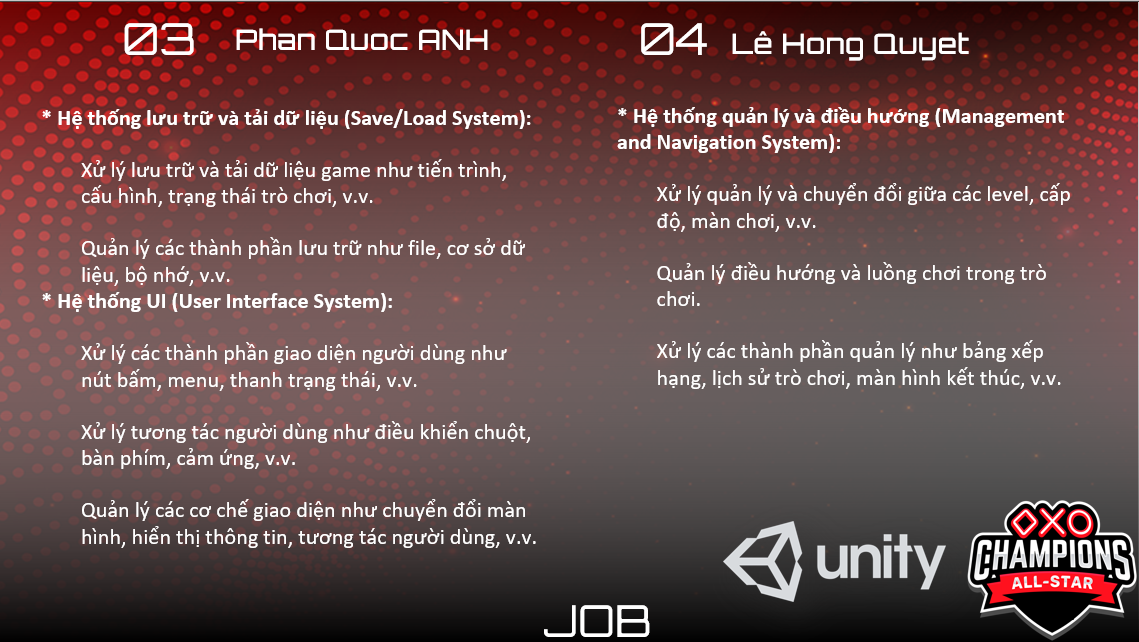 03 Phan Quoc ANH
* Hệ thống lưu trữ và tải dữ liệu (Save/Load System):
Xử lý lưu trữ và tải dữ liệu game như tiến trình,
cấu hình, trạng thái trò chơi, v.v.
Quản lý các thành phần lưu trữ như file, cơ sở dữ
liệu, bộ nhớ, v.v.
* Hệ thống UI (User Interface System):
Xử lý các thành phần giao diện người dùng như
nút bấm, menu, thanh trạng thái, v.v.
Xử lý tương tác người dùng như điều khiển chuột,
bàn phím, cảm ứng, v.v.
Quản lý các cơ chế giao diện như chuyển đổi màn
hình, hiển thị thông tin, tương tác người dùng, v.v.
04 Lê Hong Quyet
* Hệ thống quản lý và điều hướng (Management
and Navigation System):
Xử lý quản lý và chuyển đổi giữa các level, cấp
độ, màn chơi, v.v.
Quản lý điều hướng và luồng chơi trong trò
chơi.
Xử lý các thành phần quản lý như bảng xếp
hạng, lịch sử trò chơi, màn hình kết thúc, v.v.
unity
OXO
CHAMPIONS
ALL-STAR
JOB